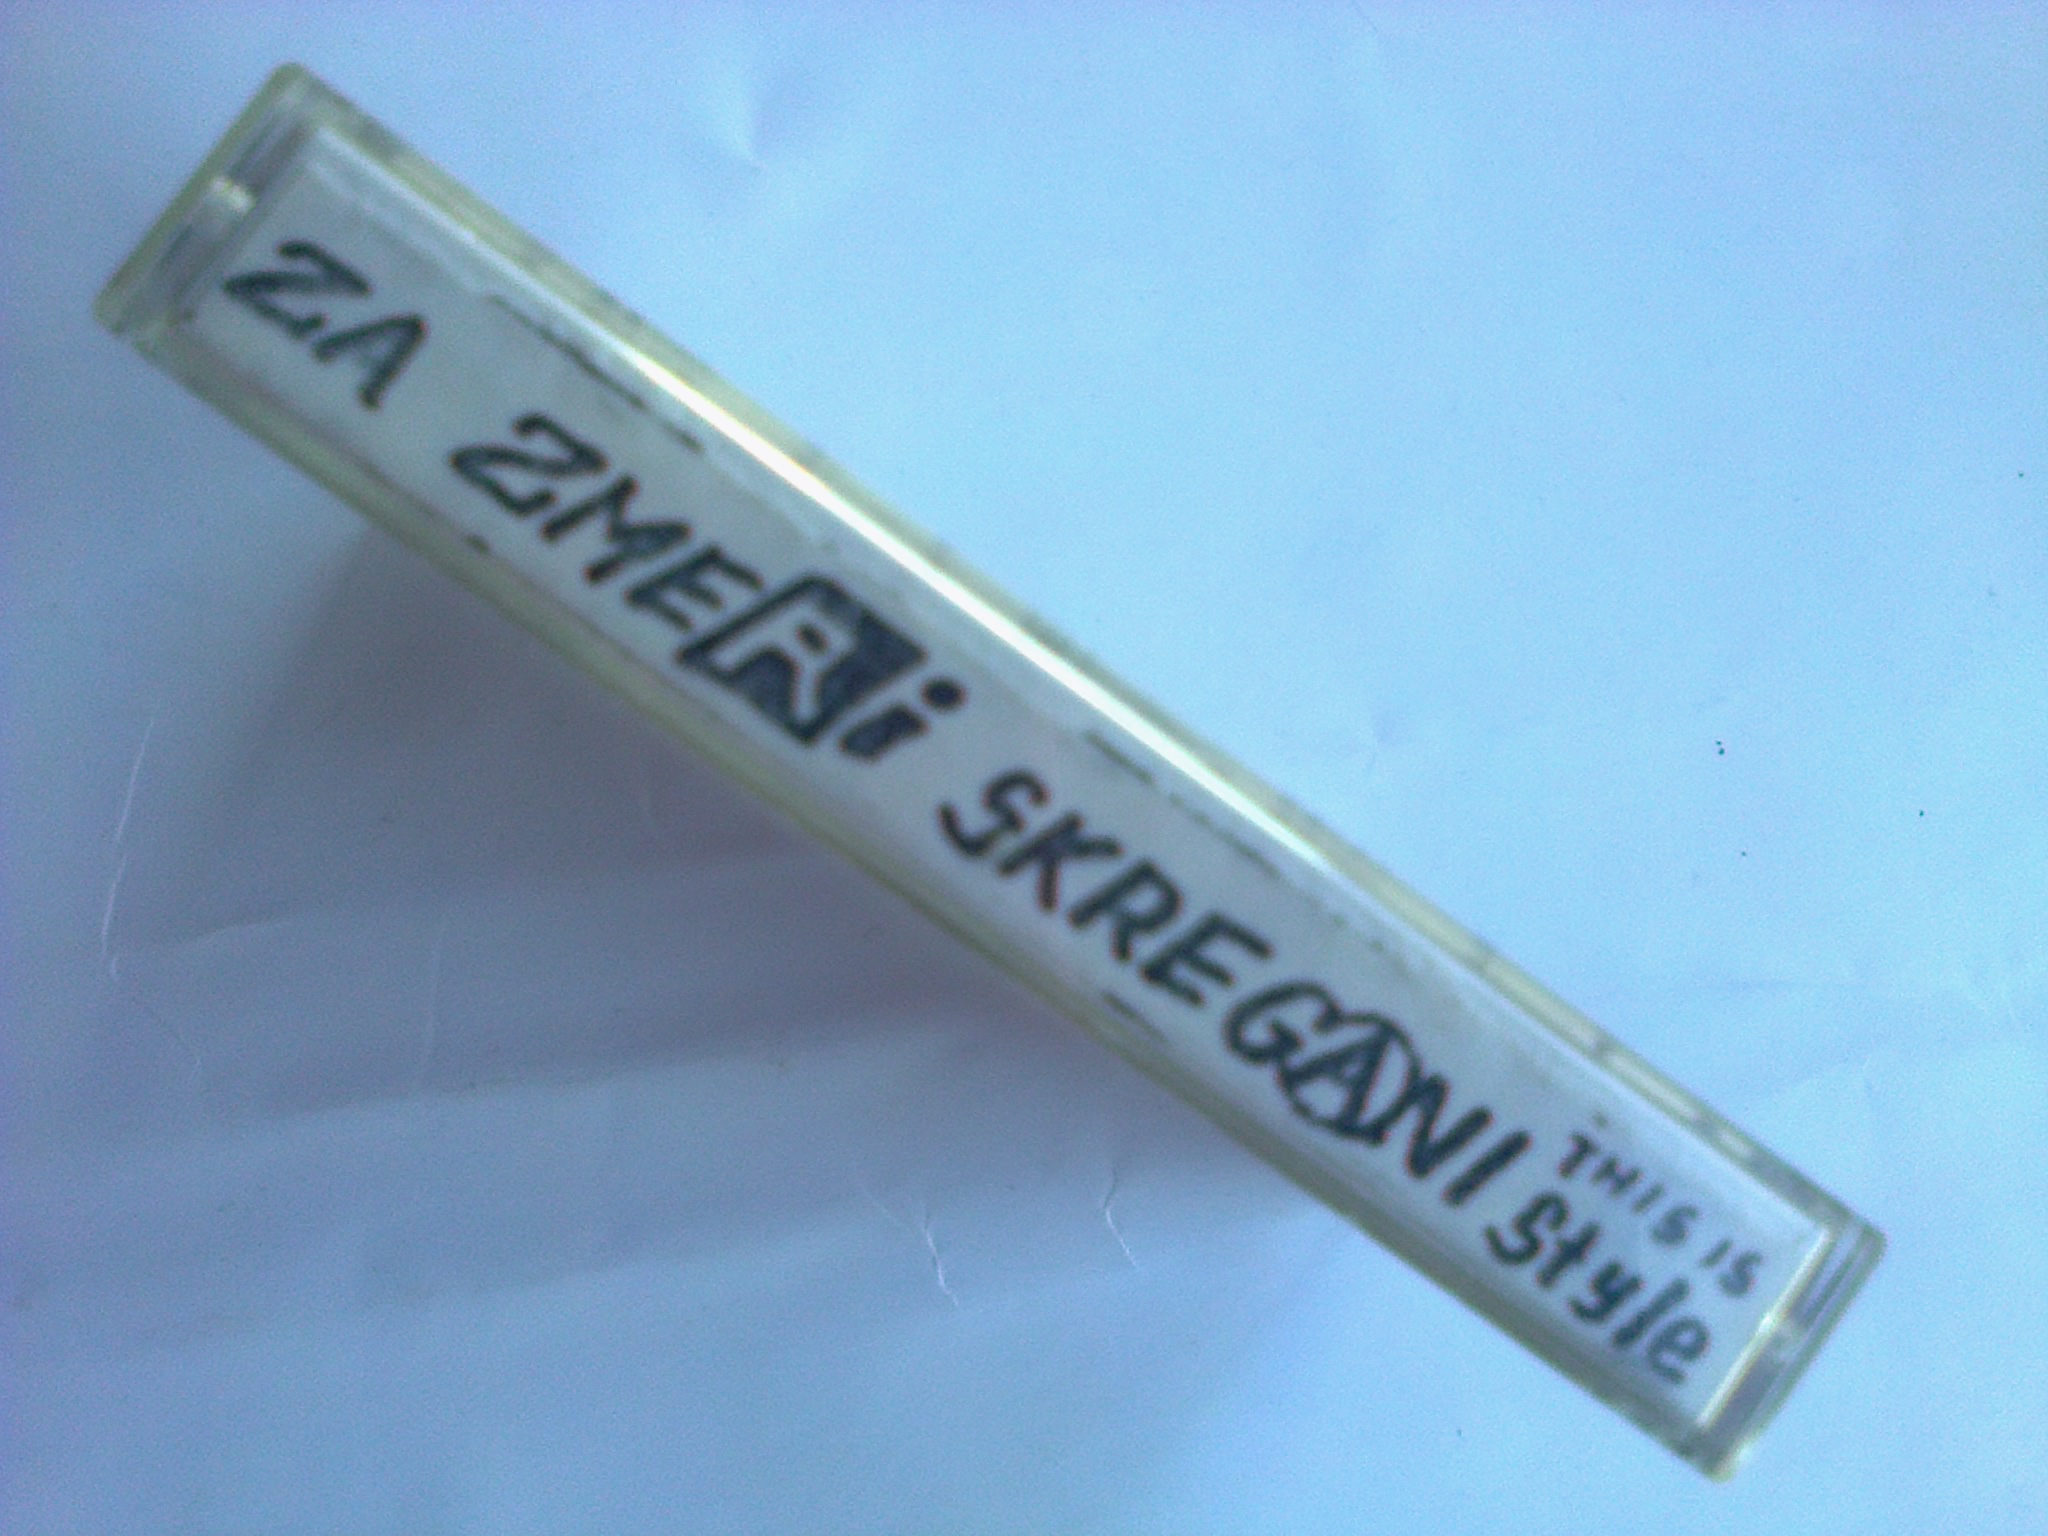 ZA ZMERi SKREGANI
THIS IS
Style